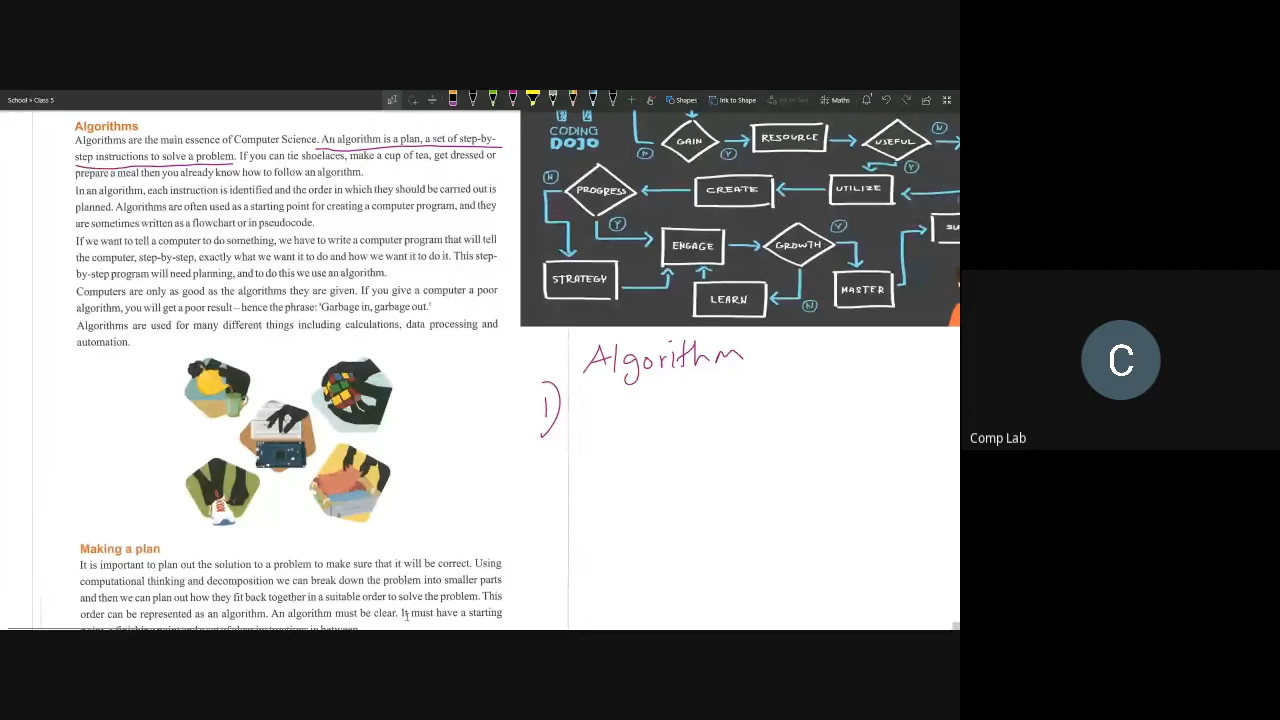 School > Class 5
Shapes
Ink to Shape
Ink to Text
Maths
Algorithms
Algorithms are the main essence of Computer Science. An algorithm is a plan, a set of step-by-
step instructions to solve a problem. If you can tie shoelaces, make a cup of tea, get dressed or
prepare a meal then you already know how to follow an algorithm.
In an algorithm, each instruction is identified and the order in which they should be carried out is
planned. Algorithms are often used as a starting point for creating a computer program, and they
are sometimes written as a flowchart or in pseudocode.
If we want to tell a computer to do something, we have to write a computer program that will tell
the computer, step-by-step, exactly what we want it to do and how we want it to do it. This step-
by-step program will need planning, and to do this we use an algorithm.
Computers are only as good as the algorithms they are given. If you give a computer a poor
algorithm, you will get a poor result – hence the phrase: 'Garbage in, garbage out.'
Algorithms are used for many different things including calculations, data processing and
automation.
Making a plan
It is important to plan out the solution to a problem to make sure that it will be correct. Using
computational thinking and decomposition we can break down the problem into smaller parts
and then we can plan out how they fit back together in a suitable order to solve the problem. This
order can be represented as an algorithm. An algorithm must be clear. It must have a starting
CODING
DOJO
GAIN
N
Y
RESOURCE
USEFUL
N
Y
N
PROGRESS
CREATE
UTILIZE
Y
ENGAGE
GROWTH
Y
STRATEGY
LEARN
N
MASTER
Algorithm
1)
C
Comp Lab